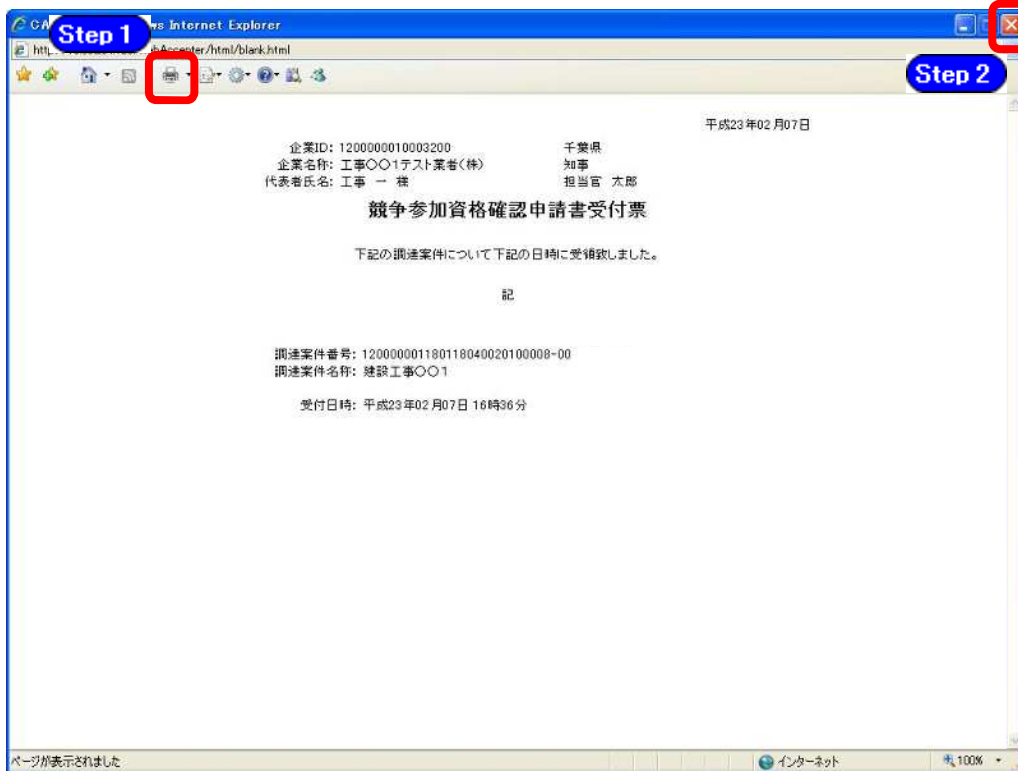 Step 1
Internet Explorer
/html/blank.html
Step 2
平成23年02月07日
企業ID: 1200000010003200 千葉県
企業名称: 工事〇〇1テスト業者(株) 知事
代表者氏名: 工事 一 様 担当官 太郎
競争参加資格確認申請書受付票
下記の調達案件について下記の日時に受領致しました。
記
調達案件番号: 12000000118011804002010​0008-00
調達案件名称: 建設工事〇〇1
受付日時: 平成23年02月07日 16時36分
ページが表示されました
インターネット
100%